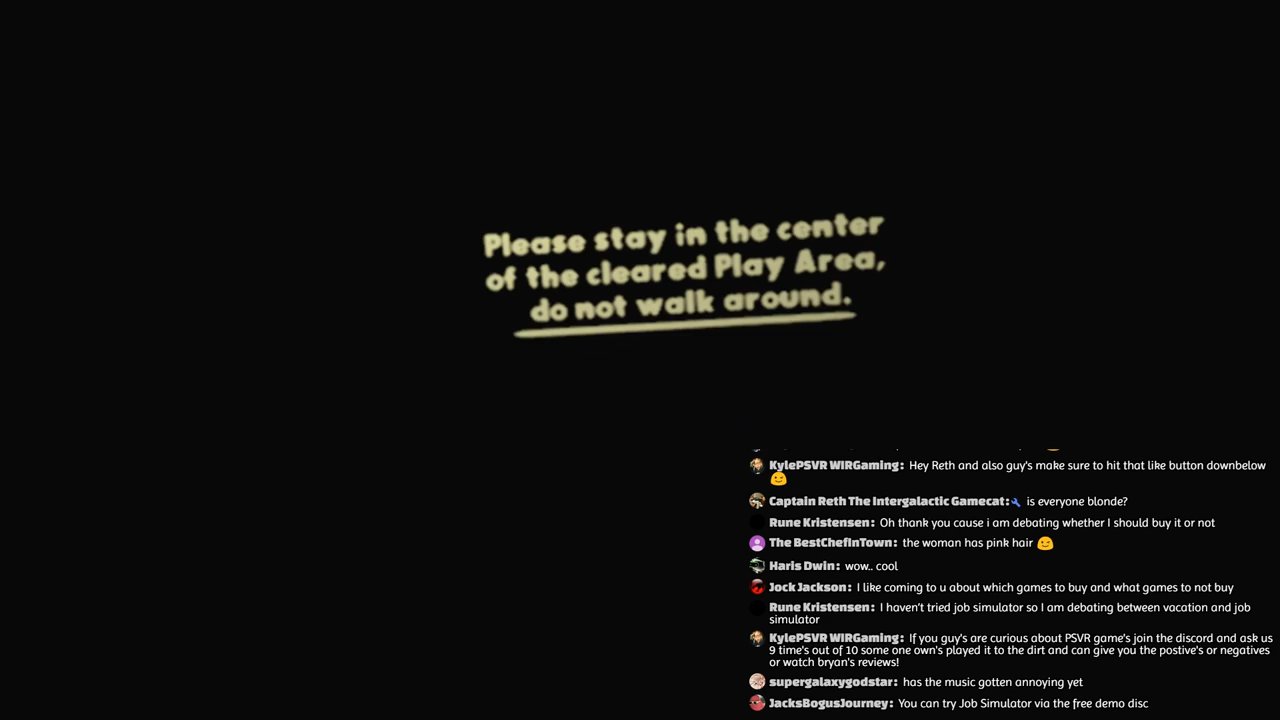 Please stay in the center
of the cleared Play Area,
do not walk around.
KylePSVR WIRGaming: Hey Reth and also guy's make sure to hit that like button downbelow
Captain Reth The Intergalactic Gamecat: is everyone blonde?
Rune Kristensen: Oh thank you cause i am debating whether I should buy it or not
The BestChefInTown: the woman has pink hair
Haris Dwin: wow.. cool
Jock Jackson: I like coming to u about which games to buy and what games to not buy
Rune Kristensen: I haven't tried job simulator so I am debating between vacation and job
simulator
KylePSVR WIRGaming: If you guy's are curious about PSVR game's join the discord and ask us
9 time's out of 10 some one own's played it to the dirt and can give you the postive's or negatives
or watch bryan's reviews!
supergalaxygodstar: has the music gotten annoying yet
JacksBogusJourney: You can try Job Simulator via the free demo disc